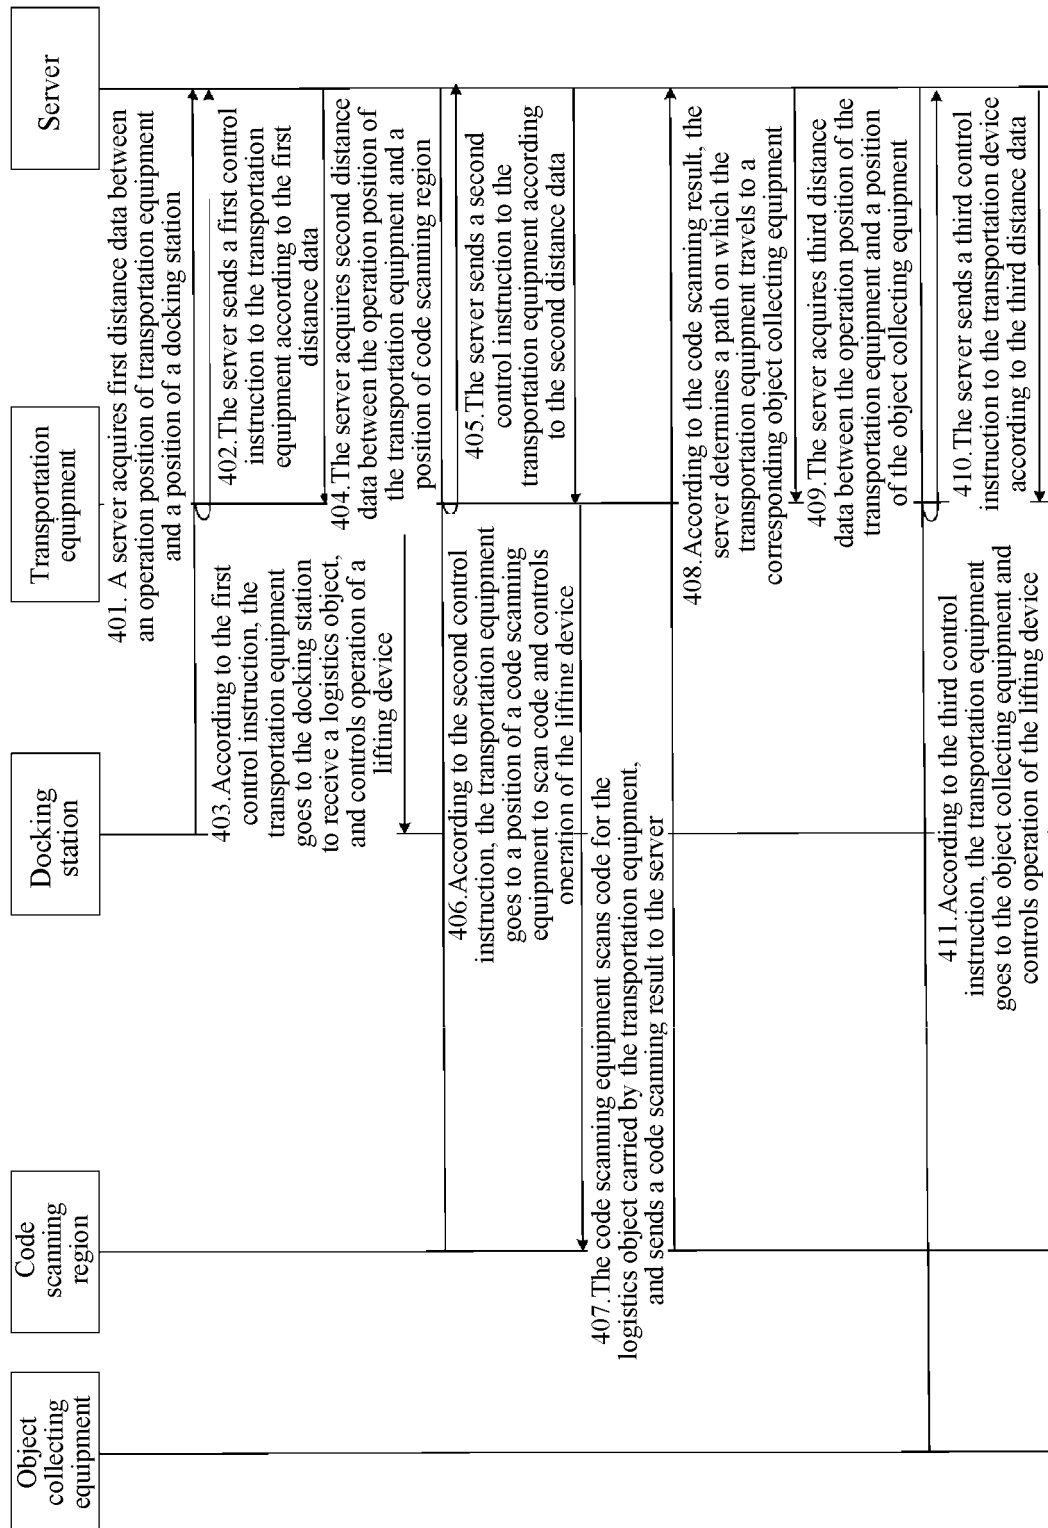 Object
collecting
equipment
Code
scanning
region
Docking
station
Transportation
equipment
Server
401. A server acquires first distance data between
an operation position of transportation equipment
and a position of a docking station
402.The server sends a first control
instruction to the transportation
equipment according to the first
distance data
403.According to the first
control instruction, the
transportation equipment
goes to the docking station
to receive a logistics object,
and controls operation of a
lifting device
404.The server acquires second distance
data between the operation position of
the transportation equipment and a
position of code scanning region
405.The server sends a second
control instruction to the
transportation equipment according
to the second distance data
406.According to the second control
instruction, the transportation equipment
goes to a position of a code scanning
equipment to scan code and controls
operation of the lifting device
407.The code scanning equipment scans code for the
logistics object carried by the transportation equipment,
and sends a code scanning result to the server
408.According to the code scanning result, the
server determines a path on which the
transportation equipment travels to a
corresponding object collecting equipment
409.The server acquires third distance
data between the operation position of the
transportation equipment and a position
of the object collecting equipment
410.The server sends a third control
instruction to the transportation device
according to the third distance data
411.According to the third control
instruction, the transportation equipment
goes to the object collecting equipment and
controls operation of the lifting device